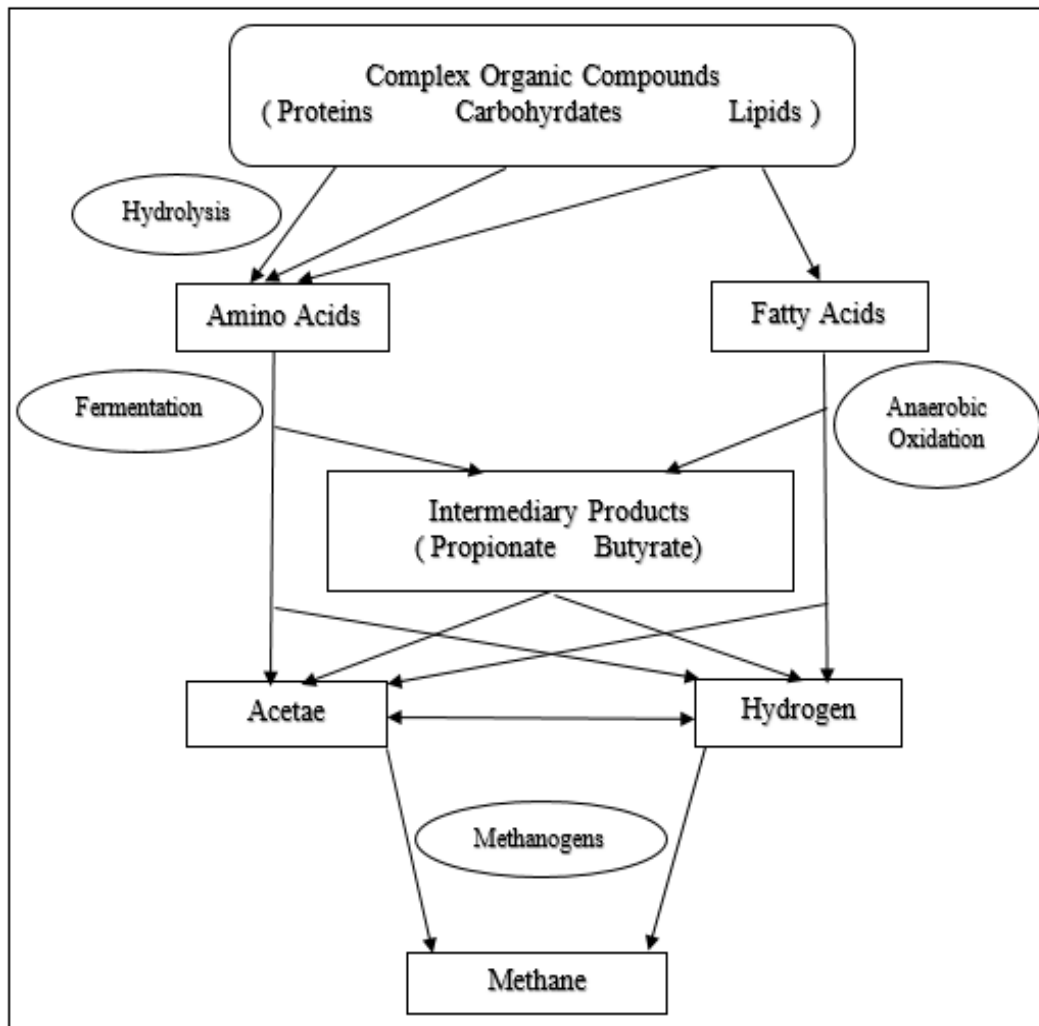 Complex Organic Compounds
( Proteins Carbohyrdates Lipids )
Hydrolysis
Amino Acids
Fatty Acids
Fermentation
Anaerobic
Oxidation
Intermediary Products
( Propionate Butyrate)
Acetae
Hydrogen
Methanogens
Methane